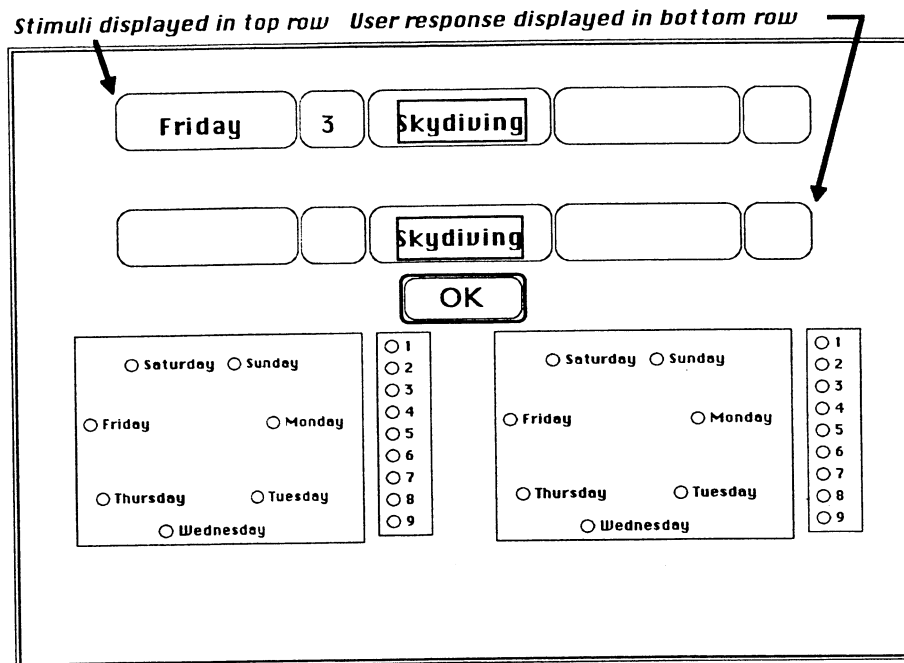 Stimuli displayed in top row User response displayed in bottom row
Friday 3 Skydiving
Skydiving
OK
Saturday Sunday
Friday Monday
Thursday Tuesday
Wednesday
1
2
3
4
5
6
7
8
9
Saturday Sunday
Friday Monday
Thursday Tuesday
Wednesday
1
2
3
4
5
6
7
8
9